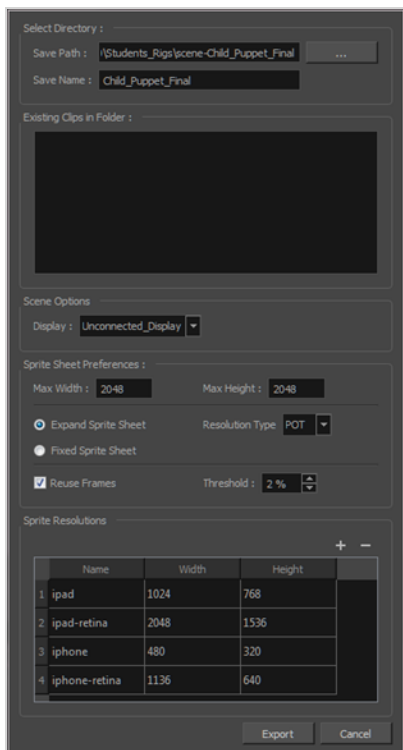 Select Directory :
Save Path : \Students_Rigs\scene-Child_Puppet_Final ...
Save Name : Child_Puppet_Final
Existing Clips in Folder :
Scene Options
Display : Unconnected_Display
Sprite Sheet Preferences :
Max Width : 2048 Max Height : 2048
Expand Sprite Sheet Resolution Type POT
Fixed Sprite Sheet
Reuse Frames Threshold : 2 %
Sprite Resolutions
+ −
Name Width Height
1 ipad 1024 768
2 ipad-retina 2048 1536
3 iphone 480 320
4 iphone-retina 1136 640
Export Cancel